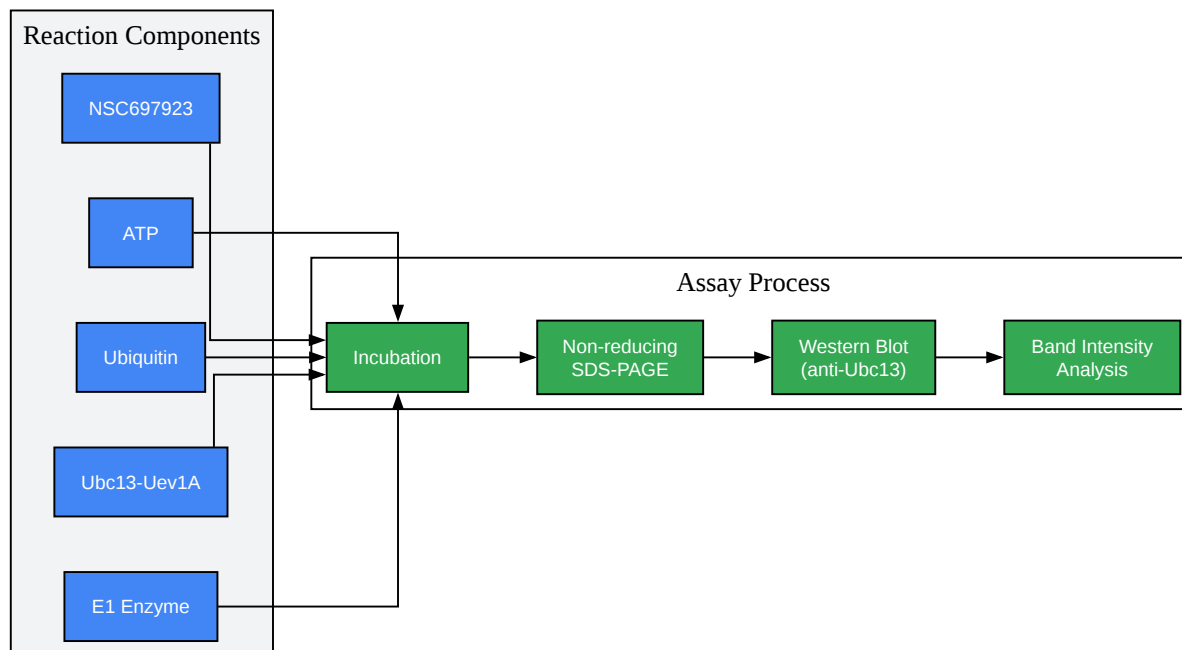 Reaction Components
NSC697923
ATP
Ubiquitin
Ubc13-Uev1A
E1 Enzyme
Assay Process
Incubation
Non-reducing
SDS-PAGE
Western Blot
(anti-Ubc13)
Band Intensity
Analysis